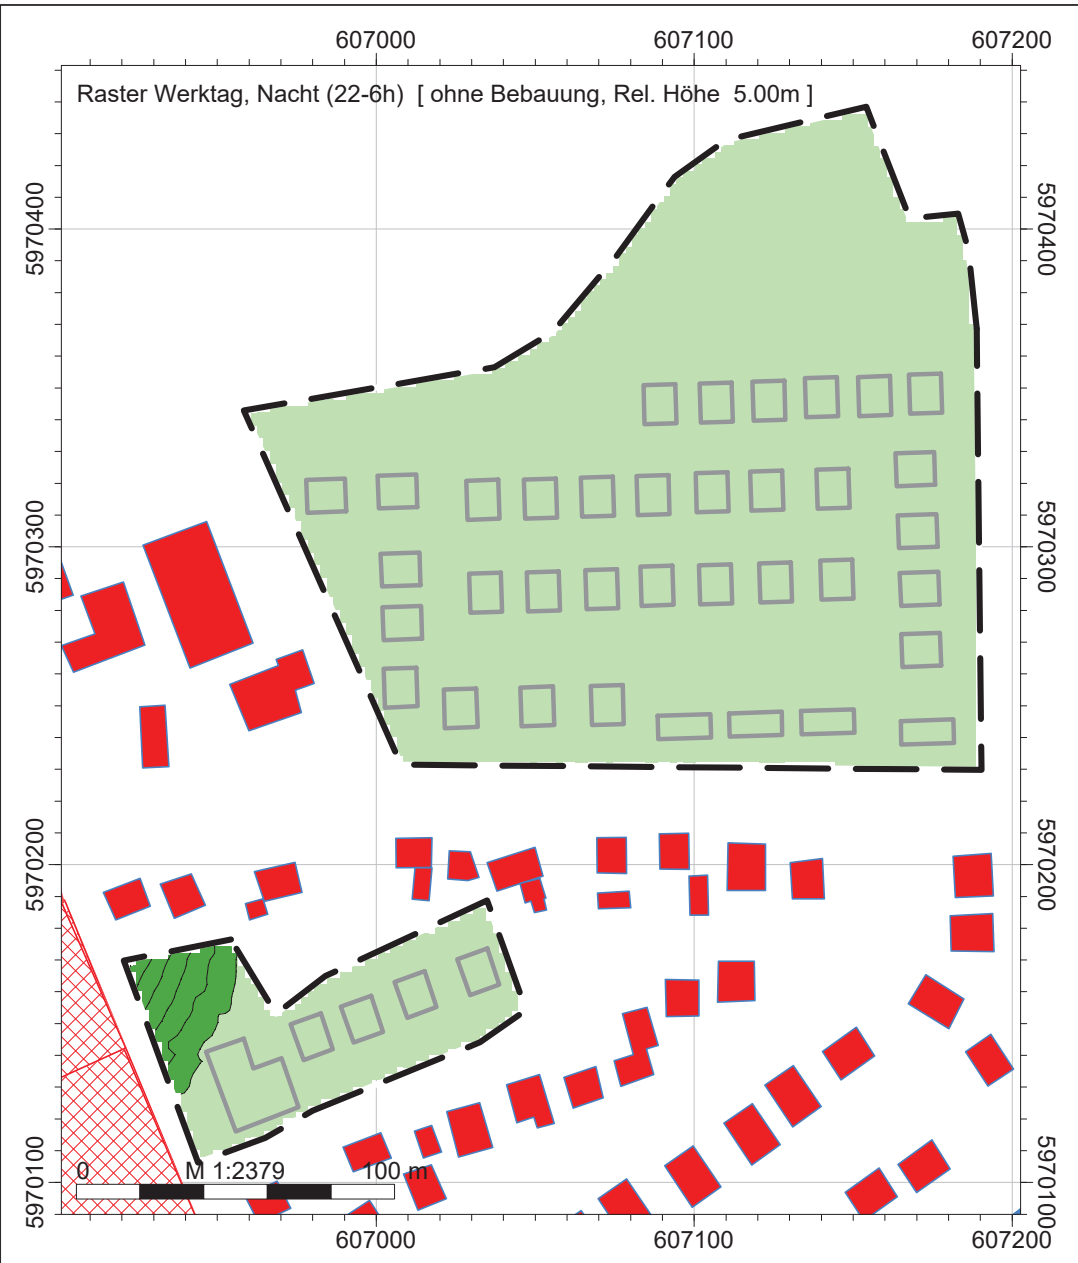 607000 607100 607200
Raster Werktag, Nacht (22-6h) [ ohne Bebauung, Rel. Höhe 5.00m ]
5970400 5970400
5970300 5970300
5970200 5970200
5970100 5970100
0 M 1:2379 100 m
607000 607100 607200